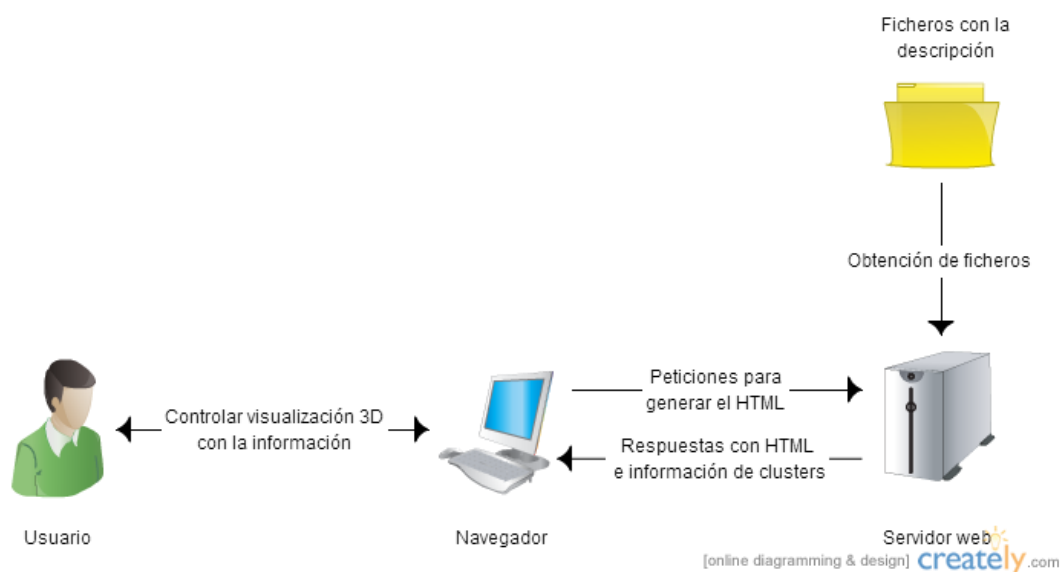 Ficheros con la
descripción
Obtención de ficheros
Controlar visualización 3D
con la información
Peticiones para
generar el HTML
Respuestas con HTML
e información de clusters
Usuario
Navegador
Servidor web
[online diagramming & design] creately.com